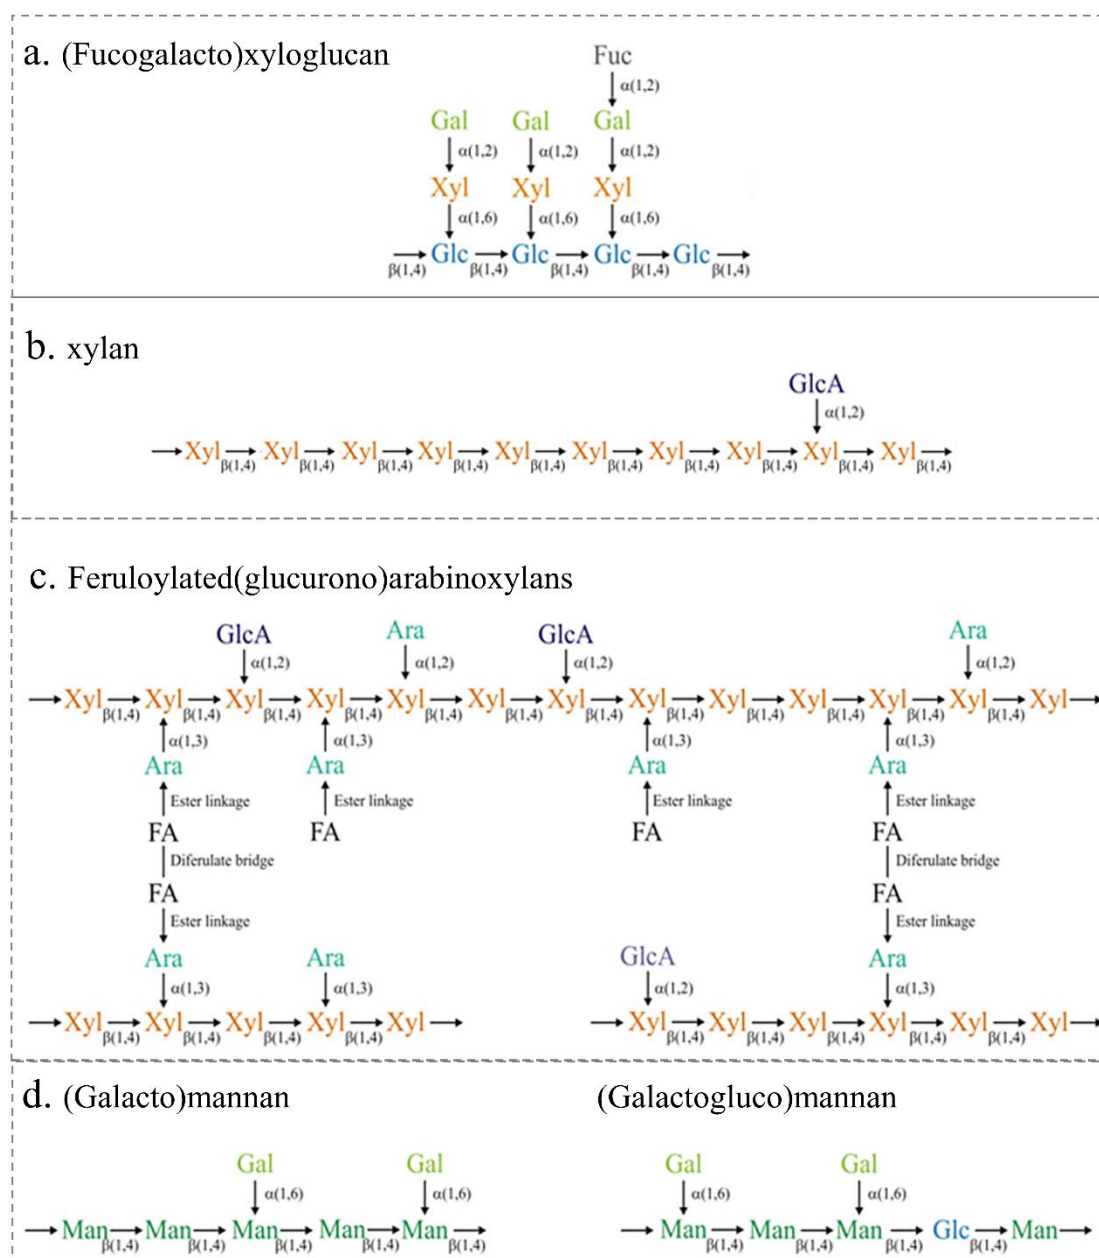 a. (Fucogalacto)xyloglucan
Fuc
α(1,2)
Gal Gal Gal
α(1,2) α(1,2) α(1,2)
Xyl Xyl Xyl
α(1,6) α(1,6) α(1,6)
Glc Glc Glc Glc
β(1,4) β(1,4) β(1,4) β(1,4) β(1,4)
b. xylan
GlcA
α(1,2)
Xyl Xyl Xyl Xyl Xyl Xyl Xyl Xyl Xyl Xyl
β(1,4) β(1,4) β(1,4) β(1,4) β(1,4) β(1,4) β(1,4) β(1,4) β(1,4) β(1,4)
c. Feruloylated(glucurono)arabinoxylans
GlcA Ara GlcA Ara
α(1,2) α(1,2) α(1,2) α(1,2)
Xyl Xyl Xyl Xyl Xyl Xyl Xyl Xyl Xyl Xyl Xyl Xyl Xyl
β(1,4) β(1,4) β(1,4) β(1,4) β(1,4) β(1,4) β(1,4) β(1,4) β(1,4) β(1,4) β(1,4) β(1,4)
α(1,3) α(1,3) α(1,3) α(1,3)
Ara Ara Ara Ara
Ester linkage Ester linkage Ester linkage Ester linkage
FA FA FA FA
Diferulate bridge Diferulate bridge
FA FA
Ester linkage Ester linkage
Ara Ara GlcA Ara
α(1,3) α(1,3) α(1,2) α(1,3)
Xyl Xyl Xyl Xyl Xyl Xyl Xyl Xyl Xyl Xyl Xyl
β(1,4) β(1,4) β(1,4) β(1,4) β(1,4) β(1,4) β(1,4) β(1,4) β(1,4)
d. (Galacto)mannan (Galactogluco)mannan
Gal Gal Gal Gal
α(1,6) α(1,6) α(1,6) α(1,6)
Man Man Man Man Man Man Man Man Glc Man
β(1,4) β(1,4) β(1,4) β(1,4) β(1,4) β(1,4) β(1,4) β(1,4) β(1,4)